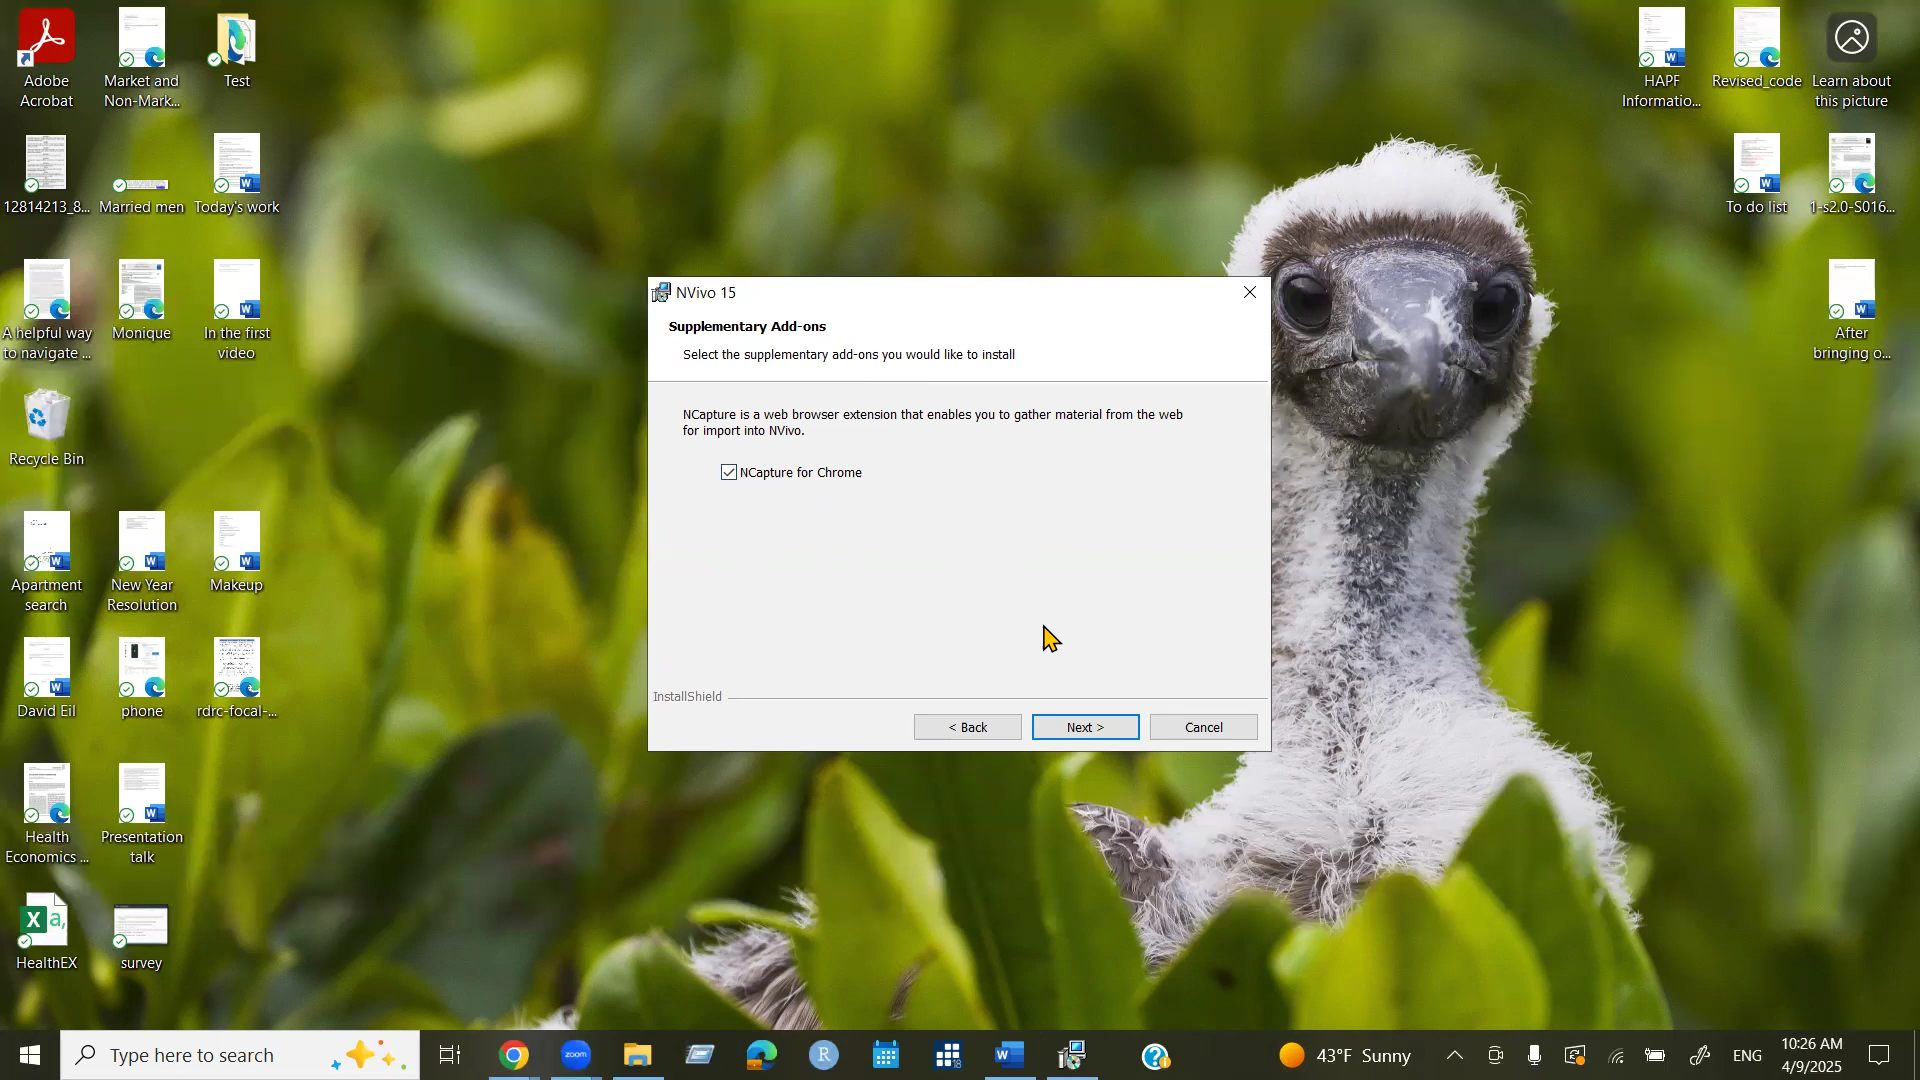 Adobe
Acrobat
Market and
Non-Mark...
Test
12814213_8...
Married men
Today's work
A helpful way
to navigate ...
Monique
In the first
video
Recycle Bin
Apartment
search
New Year
Resolution
Makeup
David Eil
phone
rdrc-focal-...
Health
Economics ...
Presentation
talk
HealthEX
survey
HAPF
Informatio...
Revised_code
Learn about
this picture
To do list
1-s2.0-S016...
After
bringing o...
NVivo 15
Supplementary Add-ons
Select the supplementary add-ons you would like to install
NCapture is a web browser extension that enables you to gather material from the web
for import into NVivo.
NCapture for Chrome
InstallShield
< Back
Next >
Cancel
Type here to search
zoom
43°F Sunny
ENG
10:26 AM
4/9/2025